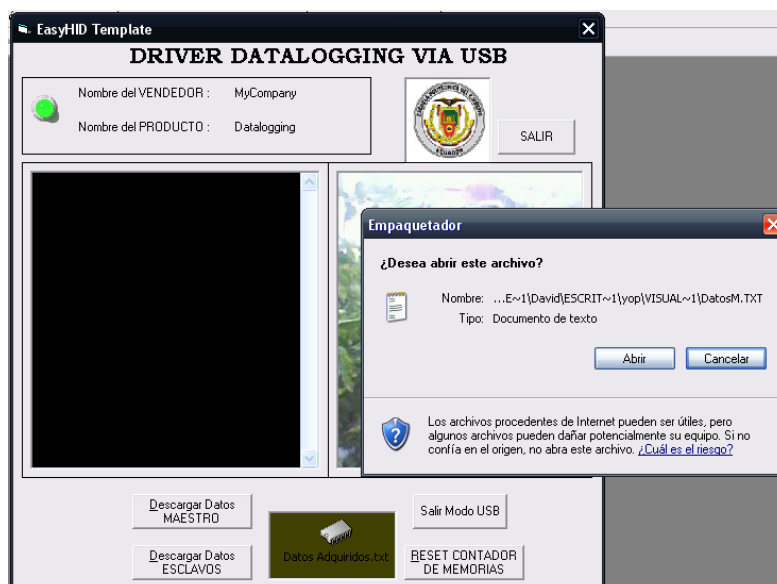 EasyHID Template
DRIVER DATALOGGING VIA USB
Nombre del VENDEDOR : MyCompany
Nombre del PRODUCTO : Datalogging
SALIR
Empaquetador
¿Desea abrir este archivo?
Nombre: ...E~1\David\ESCRIT~1\yop\VISUAL~1\DatosM.TXT
Tipo: Documento de texto
Abrir
Cancelar
Los archivos procedentes de Internet pueden ser útiles, pero
algunos archivos pueden dañar potencialmente su equipo. Si no
confía en el origen, no abra este archivo. ¿Cuál es el riesgo?
Descargar Datos
MAESTRO
Salir Modo USB
Datos Adquiridos.txt
Descargar Datos
ESCLAVOS
RESET CONTADOR
DE MEMORIAS